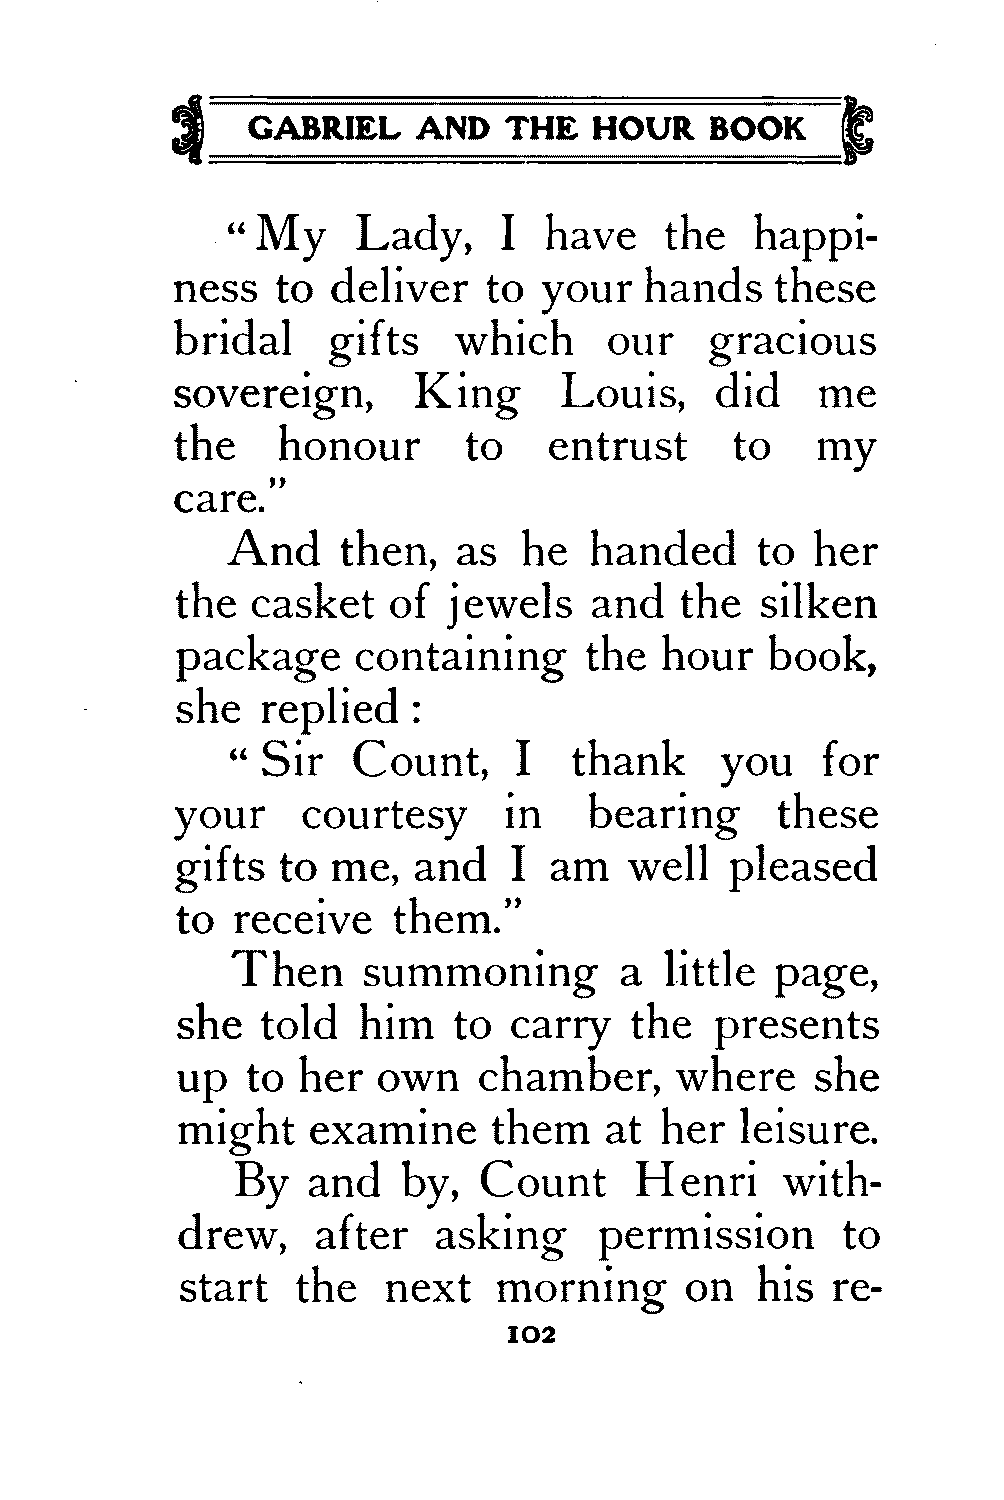 GABRIEL AND THE HOUR BOOK
“My Lady, I have the happi-
ness to deliver to your hands these
bridal gifts which our gracious
sovereign, King Louis, did me
the honour to entrust to my
care.”
And then, as he handed to her
the casket of jewels and the silken
package containing the hour book,
she replied :
“Sir Count, I thank you for
your courtesy in bearing these
gifts to me, and I am well pleased
to receive them.”
Then summoning a little page,
she told him to carry the presents
up to her own chamber, where she
might examine them at her leisure.
By and by, Count Henri with-
drew, after asking permission to
start the next morning on his re-
102